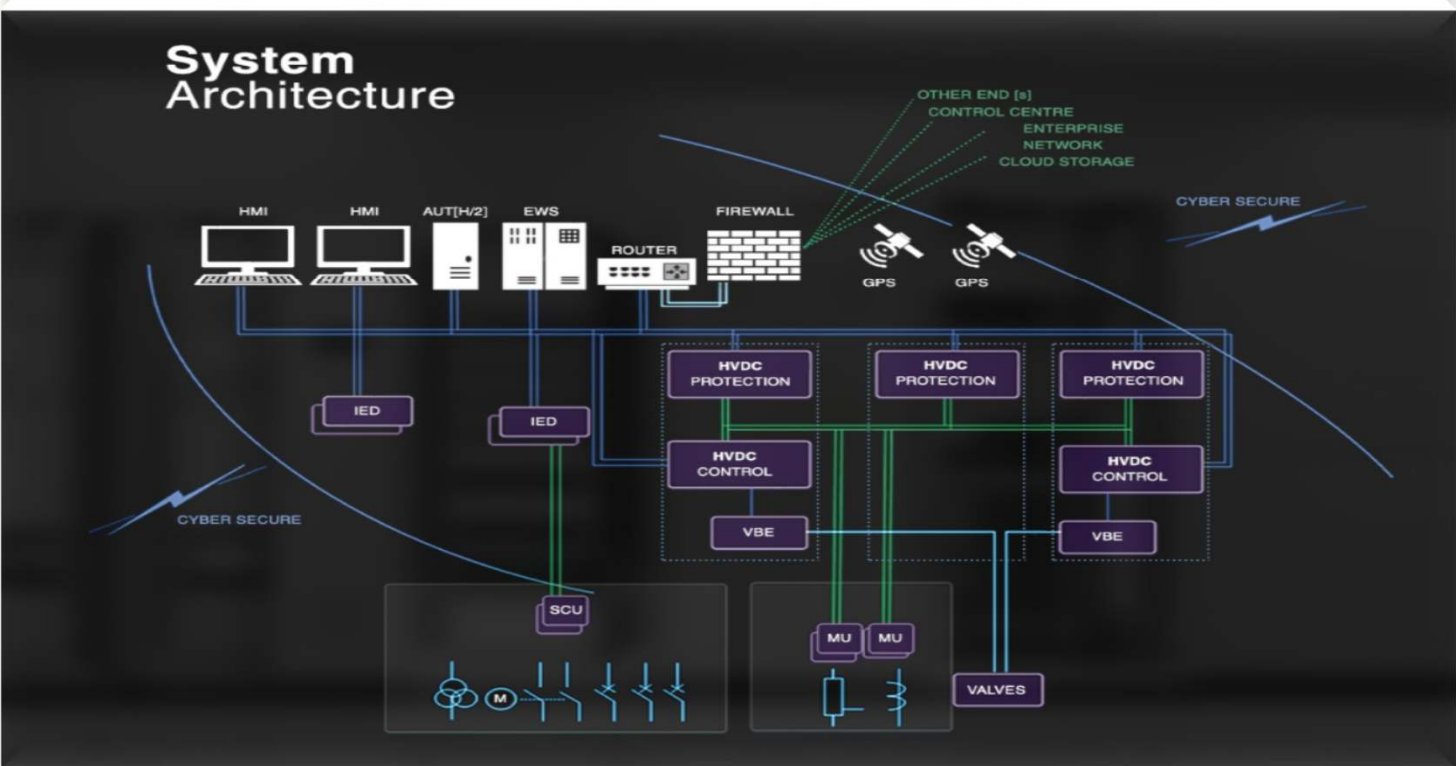 System
Architecture
OTHER END [s]
CONTROL CENTRE
ENTERPRISE
NETWORK
CLOUD STORAGE
CYBER SECURE
HMI
HMI
AUT[H/2]
EWS
ROUTER
FIREWALL
GPS
GPS
HVDC
PROTECTION
HVDC
PROTECTION
HVDC
PROTECTION
IED
IED
HVDC
CONTROL
HVDC
CONTROL
CYBER SECURE
VBE
VBE
SCU
MU
MU
M
VALVES